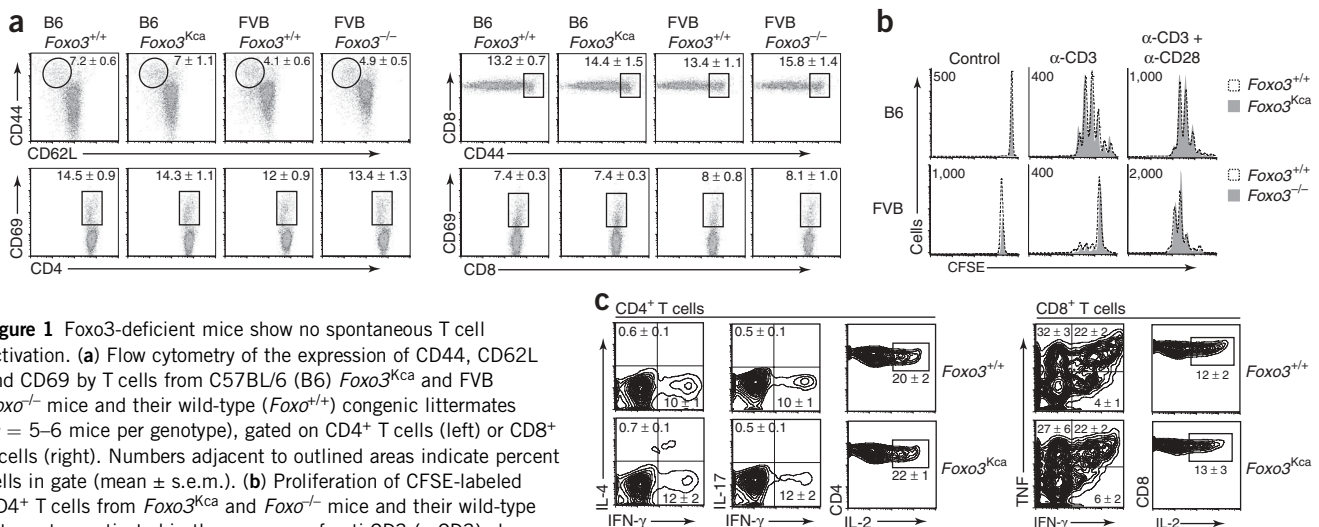 a
B6 B6 FVB FVB
Foxo3+/+ Foxo3Kca Foxo3+/+ Foxo3–/–
7.2 ± 0.6 7 ± 1.1 4.1 ± 0.6 4.9 ± 0.5
CD44
CD62L
14.5 ± 0.9 14.3 ± 1.1 12 ± 0.9 13.4 ± 1.3
CD69
CD4
B6 B6 FVB FVB
Foxo3+/+ Foxo3Kca Foxo3+/+ Foxo3–/–
13.2 ± 0.7 14.4 ± 1.5 13.4 ± 1.1 15.8 ± 1.4
CD8
CD44
7.4 ± 0.3 7.4 ± 0.3 8 ± 0.8 8.1 ± 1.0
CD69
CD8
b
Control α-CD3 α-CD3 + α-CD28
B6
500 400 1,000
Foxo3+/+
Foxo3Kca
FVB
1,000 400 2,000
Foxo3+/+
Foxo3–/–
Cells
CFSE
gure 1 Foxo3-deficient mice show no spontaneous T cell
ctivation. (a) Flow cytometry of the expression of CD44, CD62L
nd CD69 by T cells from C57BL/6 (B6) Foxo3Kca and FVB
oxo–/– mice and their wild-type (Foxo+/+) congenic littermates
= 5–6 mice per genotype), gated on CD4+ T cells (left) or CD8+
cells (right). Numbers adjacent to outlined areas indicate percent
ells in gate (mean ± s.e.m.). (b) Proliferation of CFSE-labeled
D4+ T cells from Foxo3Kca and Foxo–/– mice and their wild-type
c
CD4+ T cells
0.6 ± 0.1 0.5 ± 0.1
10 ± 1 10 ± 1 20 ± 2
Foxo3+/+
0.7 ± 0.1 0.5 ± 0.1
12 ± 2 12 ± 2 22 ± 1
Foxo3Kca
IL-4 IL-17 CD4
IFN-γ IFN-γ IL-2
CD8+ T cells
32 ± 3 22 ± 2
4 ± 1 12 ± 2
Foxo3+/+
27 ± 6 22 ± 2
6 ± 2 13 ± 3
Foxo3Kca
TNF CD8
IFN-γ IL-2